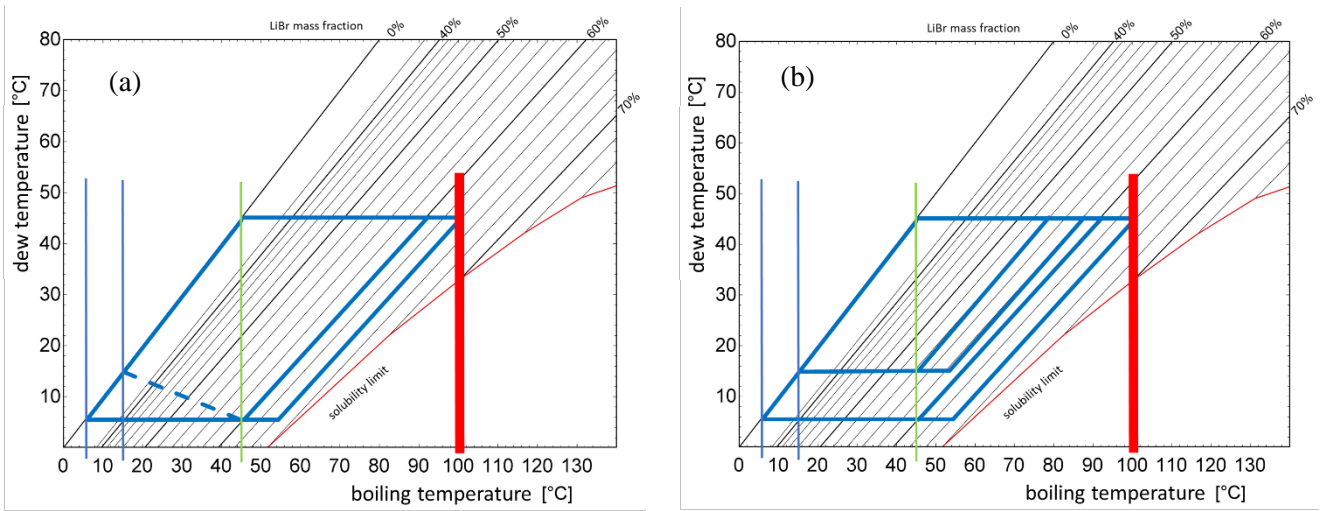 LiBr mass fraction
0%
40%
50%
60%
70%
(a)
dew temperature [°C]
80
70
60
50
40
30
20
10
0 10 20 30 40 50 60 70 80 90 100 110 120 130
boiling temperature [°C]
solubility limit
LiBr mass fraction
0%
40%
50%
60%
70%
(b)
dew temperature [°C]
80
70
60
50
40
30
20
10
0 10 20 30 40 50 60 70 80 90 100 110 120 130
boiling temperature [°C]
solubility limit